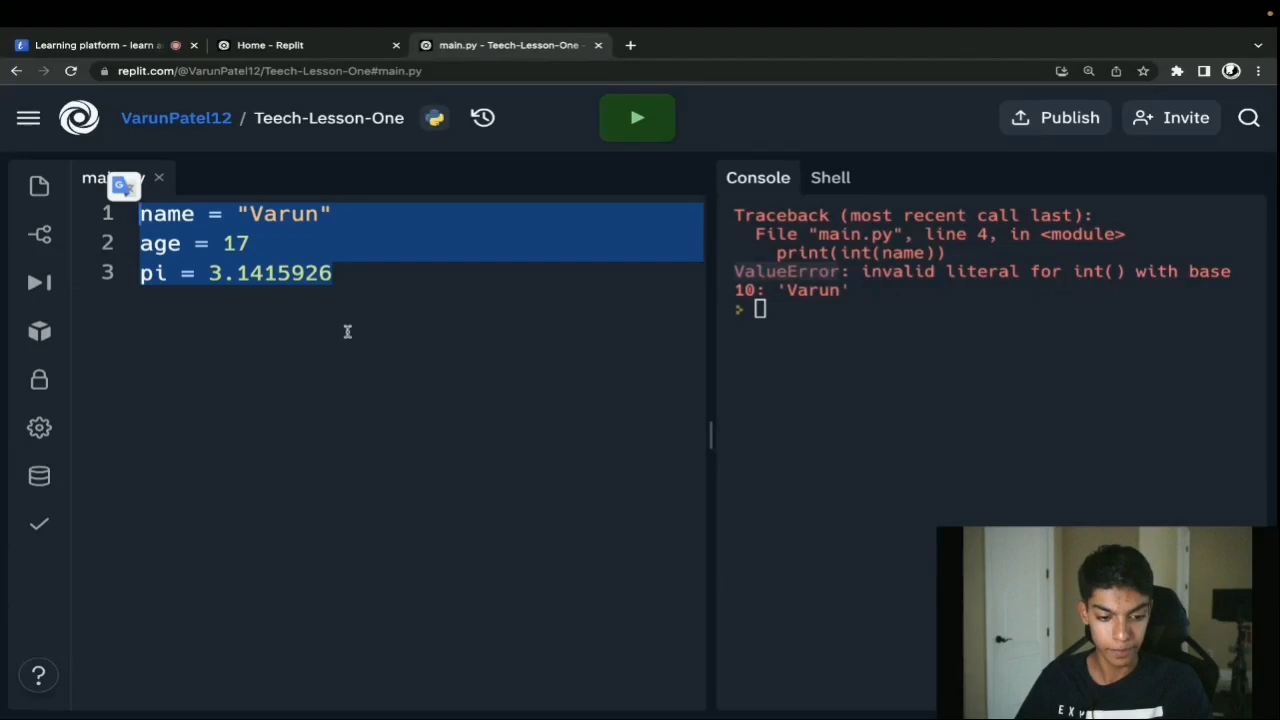 Learning platform - learn a
Home - Replit
main.py - Teech-Lesson-One -
replit.com/@VarunPatel12/Teech-Lesson-One#main.py
VarunPatel12 / Teech-Lesson-One
Publish
Invite
Console
Shell
1 name = "Varun"
2 age = 17
3 pi = 3.1415926
Traceback (most recent call last):
File "main.py", line 4, in <module>
print(int(name))
ValueError: invalid literal for int() with base
10: 'Varun'
>
?